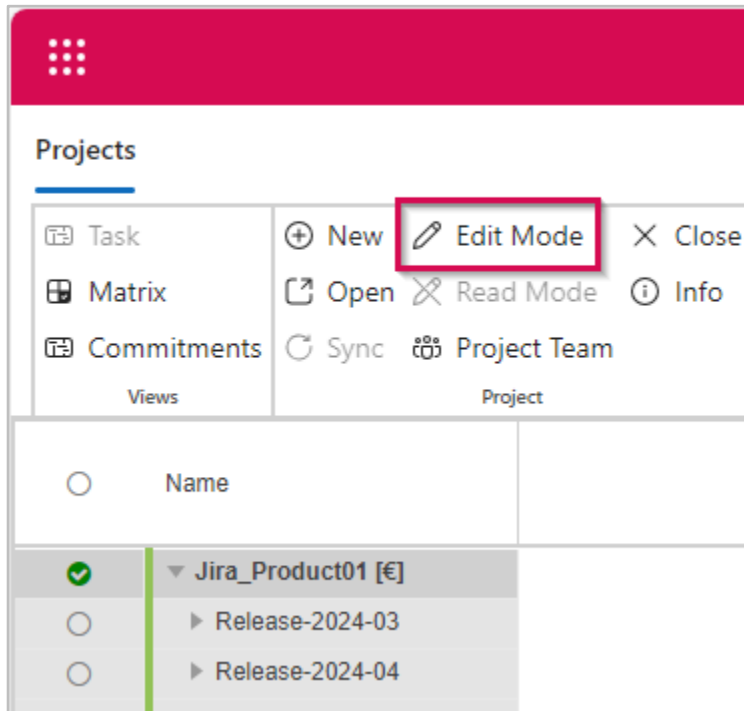 Projects
Task
New
Edit Mode
Close
Matrix
Open
Read Mode
Info
Commitments
Sync
Project Team
Views
Project
Name
Jira_Product01 [€]
Release-2024-03
Release-2024-04